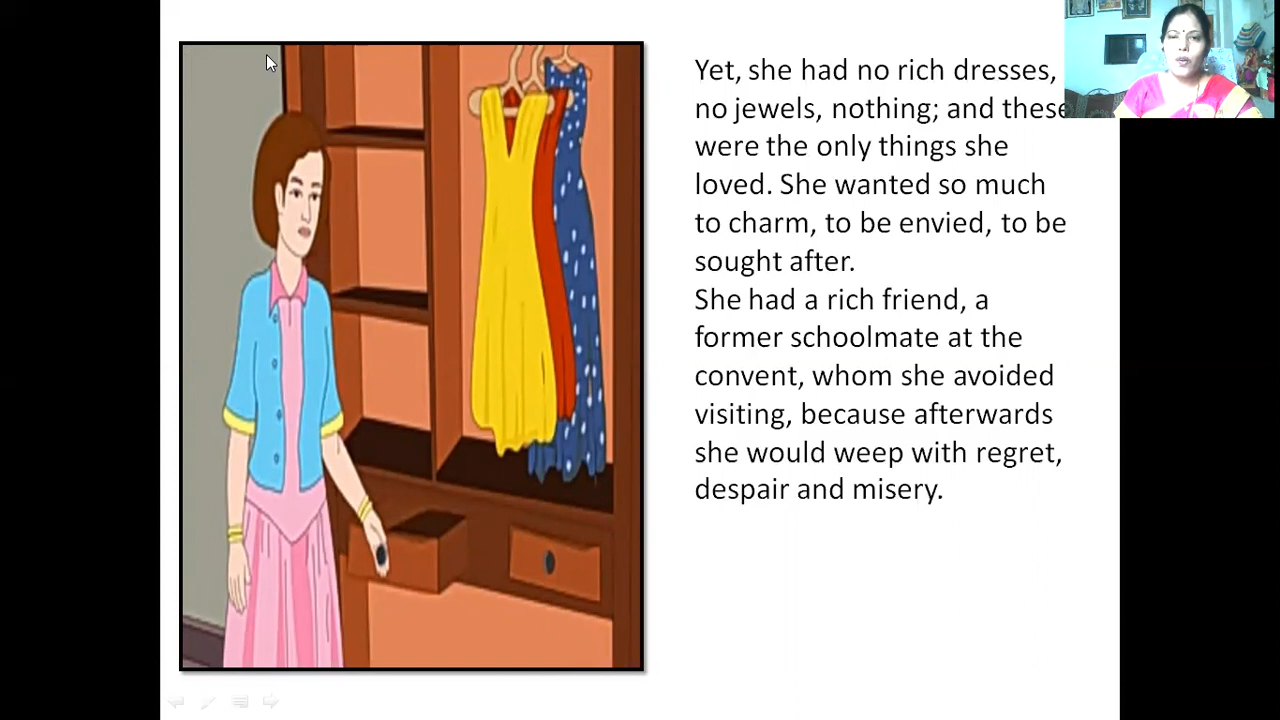 Yet, she had no rich dresses,
no jewels, nothing; and these
were the only things she
loved. She wanted so much
to charm, to be envied, to be
sought after.
She had a rich friend, a
former schoolmate at the
convent, whom she avoided
visiting, because afterwards
she would weep with regret,
despair and misery.